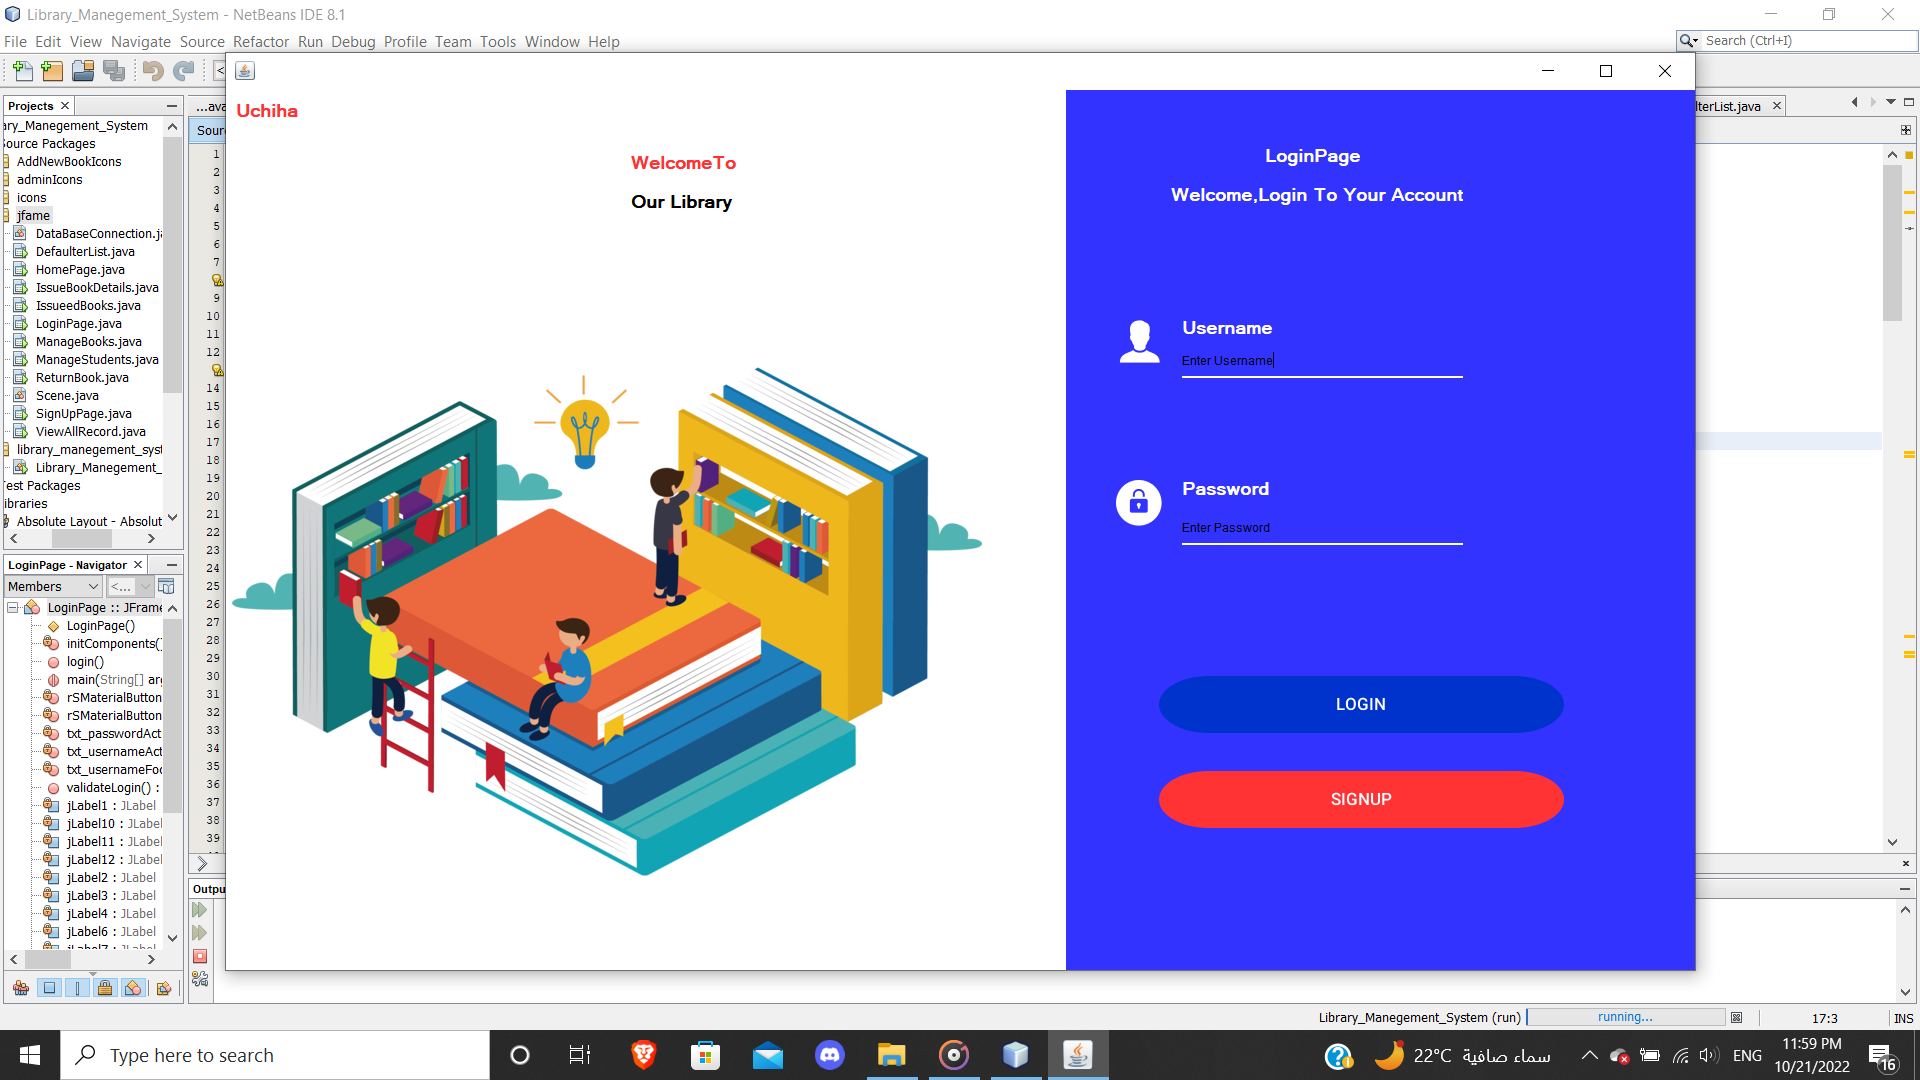 Library_Manegement_System - NetBeans IDE 8.1
File Edit View Navigate Source Refactor Run Debug Profile Team Tools Window Help
Search (Ctrl+I)
Projects
...ava
lterList.java
Uchiha
WelcomeTo
Our Library
LoginPage
Welcome,Login To Your Account
Username
Enter Username
Password
Enter Password
LOGIN
SIGNUP
ary_Manegement_System
Source Packages
AddNewBookIcons
adminIcons
icons
jfame
DataBaseConnection.ja
DefaulterList.java
HomePage.java
IssueBookDetails.java
IssueedBooks.java
LoginPage.java
ManageBooks.java
ManageStudents.java
ReturnBook.java
Scene.java
SignUpPage.java
ViewAllRecord.java
library_manegement_syst
Library_Manegement_
Test Packages
ibraries
Absolute Layout - Absolut
Sour
1
2
3
4
5
6
7
9
10
11
12
14
15
16
17
18
19
20
21
22
23
24
25
26
27
28
29
30
31
32
33
34
35
36
37
38
39
LoginPage - Navigator
Members
<...
LoginPage :: JFrame
LoginPage()
initComponents()
login()
main(String[] arg
rSMaterialButton
rSMaterialButton
txt_passwordAct
txt_usernameAct
txt_usernameFoc
validateLogin() :
jLabel1 : JLabel
jLabel10 : JLabel
jLabel11 : JLabel
jLabel12 : JLabel
jLabel2 : JLabel
jLabel3 : JLabel
jLabel4 : JLabel
jLabel6 : JLabel
jLabel7 : JLabel
Outpu
Library_Manegement_System (run)
running...
17:3
INS
Type here to search
22°C سماء صافية
ENG
11:59 PM
10/21/2022
16